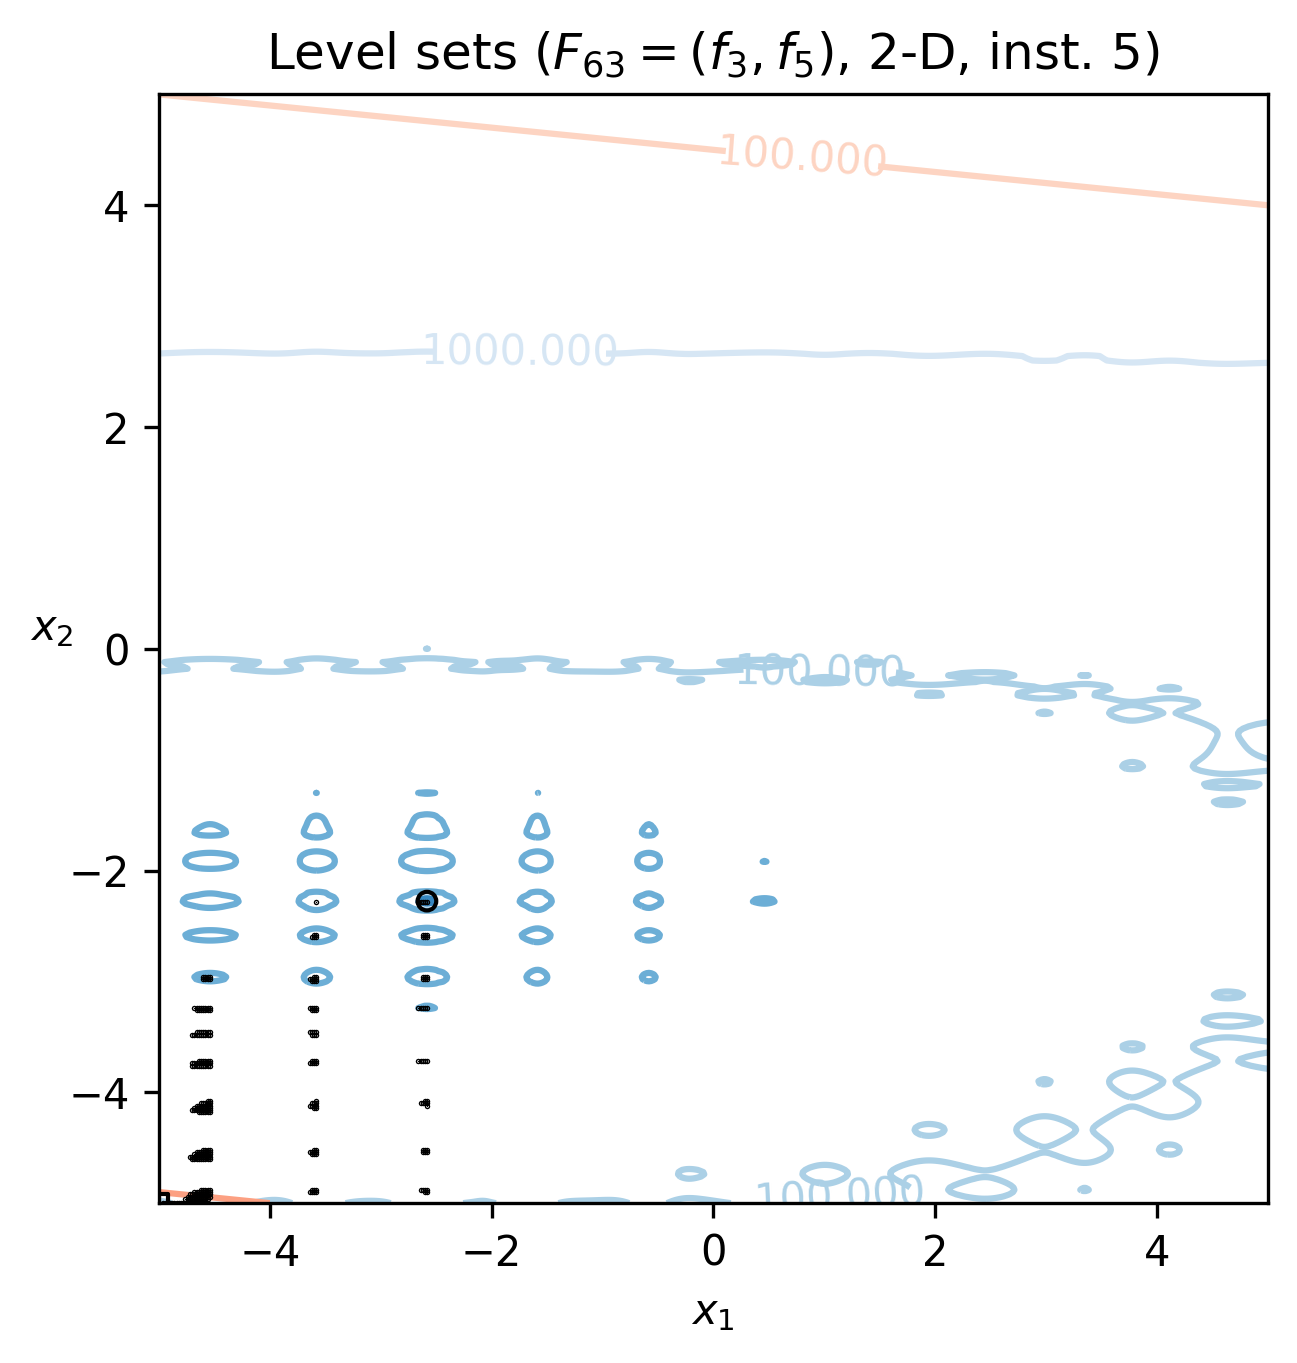 Level sets (F₆₃ = (f₃, f₅), 2-D, inst. 5)
100.000
4
1000.000
2
x₂
0
100.000
−2
−4
100.000
−4 −2 0 2 4
x₁